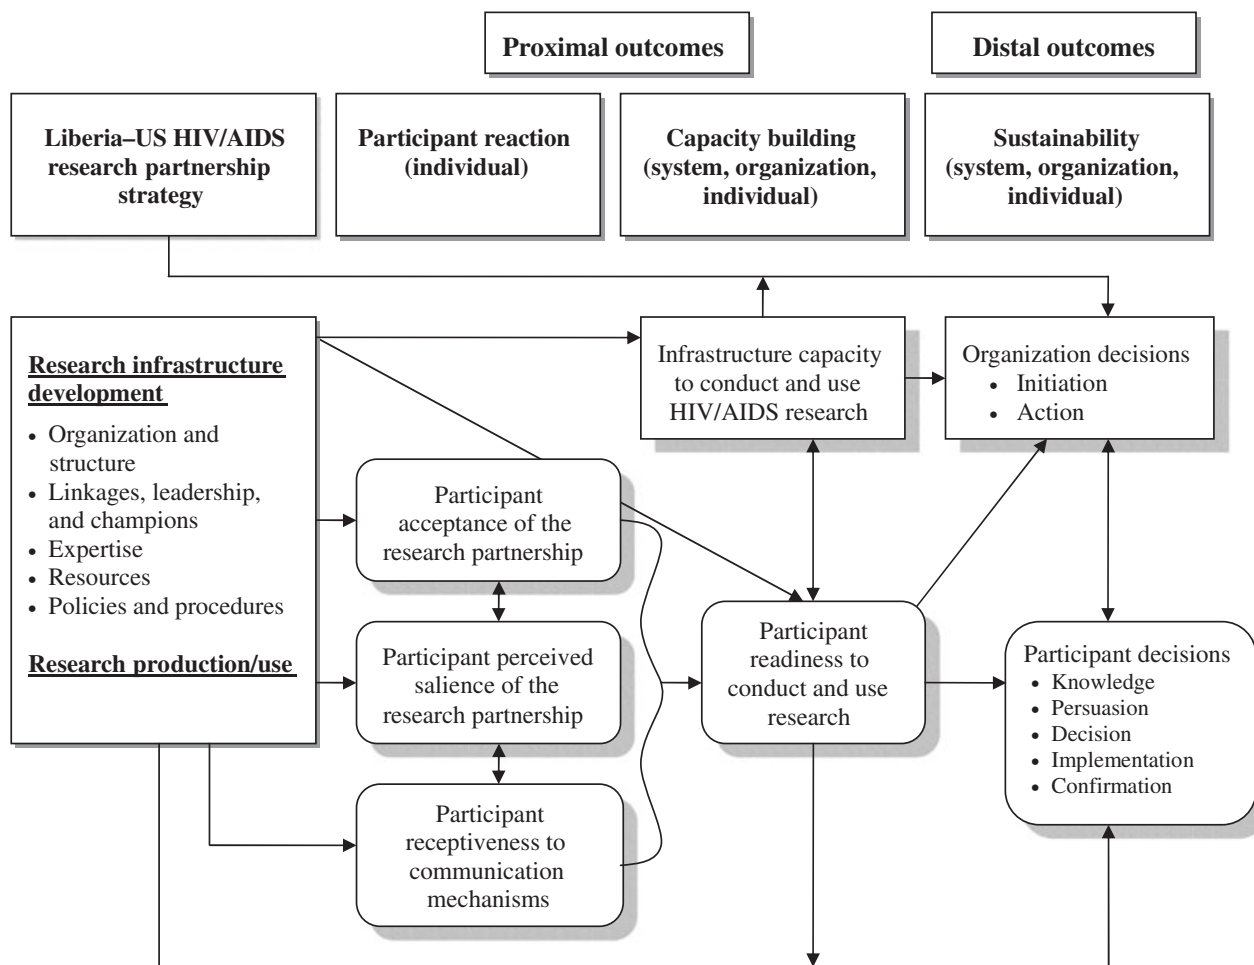 Proximal outcomes
Distal outcomes
Liberia–US HIV/AIDS
research partnership
strategy
Participant reaction
(individual)
Capacity building
(system, organization,
individual)
Sustainability
(system, organization,
individual)
Research infrastructure
development
• Organization and
structure
• Linkages, leadership,
and champions
• Expertise
• Resources
• Policies and procedures
Research production/use
Participant
acceptance of the
research partnership
Participant perceived
salience of the
research partnership
Participant
receptiveness to
communication
mechanisms
Infrastructure capacity
to conduct and use
HIV/AIDS research
Participant
readiness to
conduct and use
research
Organization decisions
• Initiation
• Action
Participant decisions
• Knowledge
• Persuasion
• Decision
• Implementation
• Confirmation